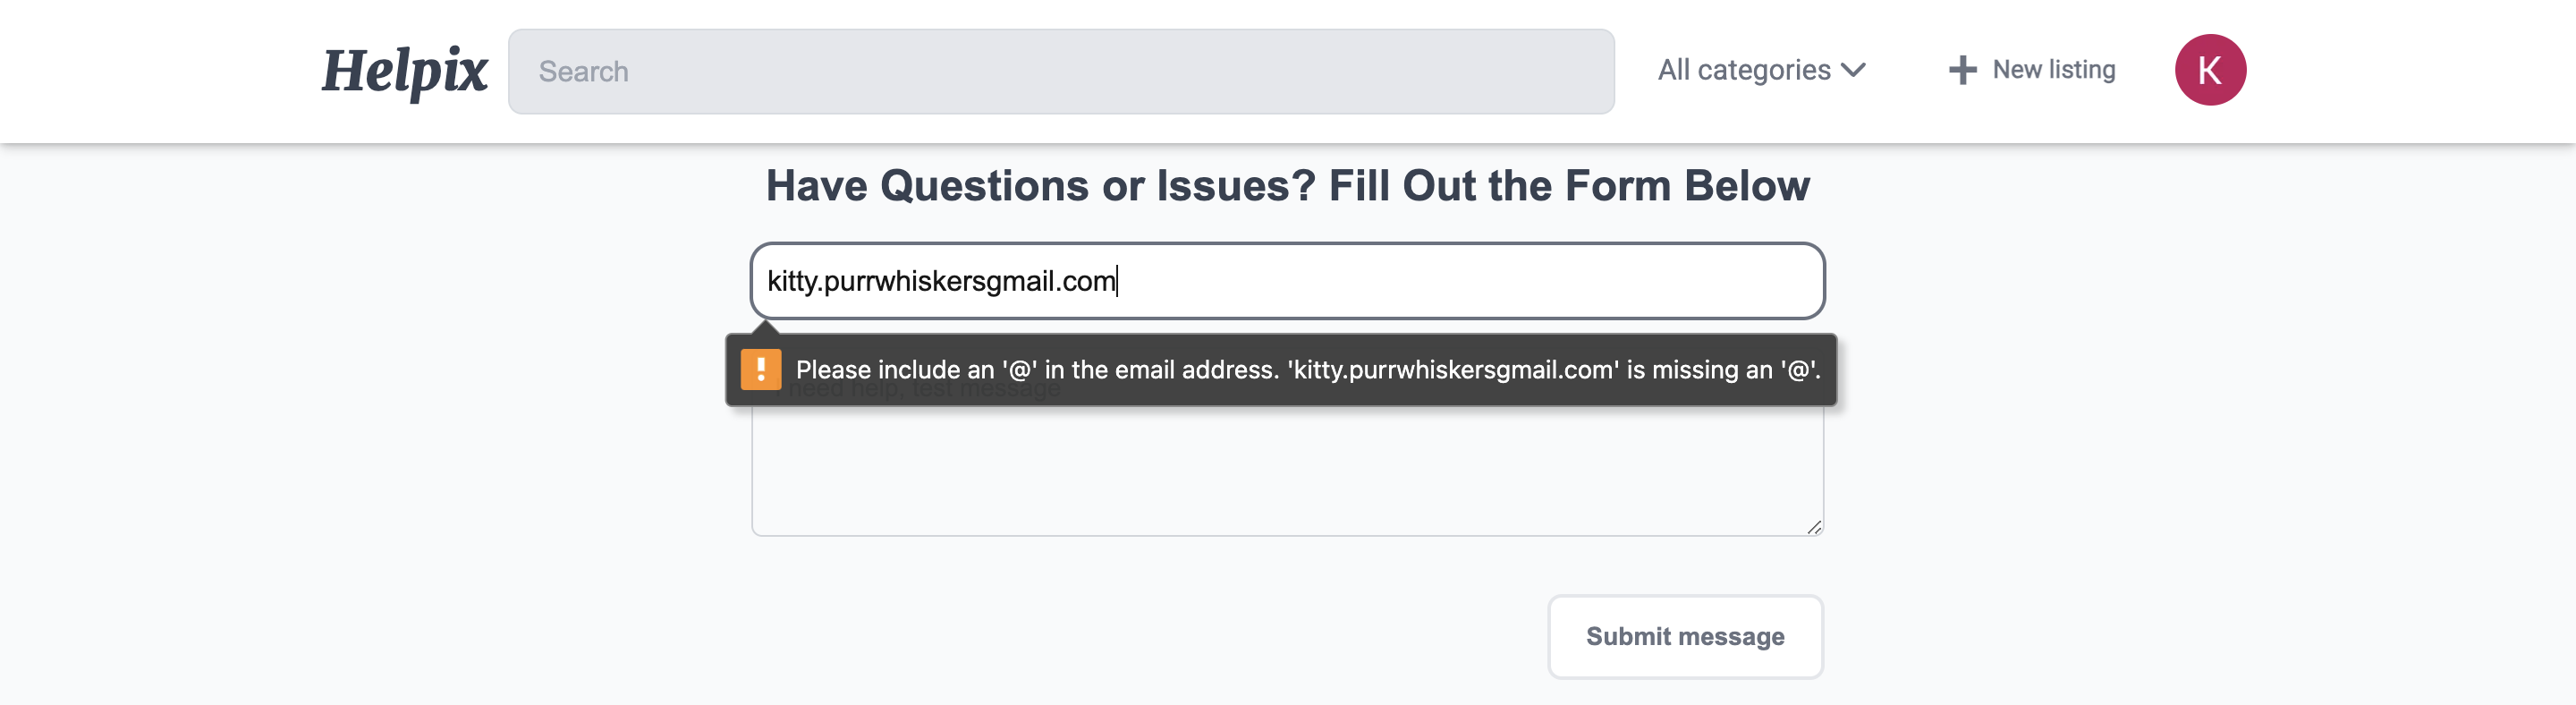 Helpix
Search
All categories
New listing
K
Have Questions or Issues? Fill Out the Form Below
kitty.purrwhiskersgmail.com
! Please include an '@' in the email address. 'kitty.purrwhiskersgmail.com' is missing an '@'.
I need help, test message
Submit message